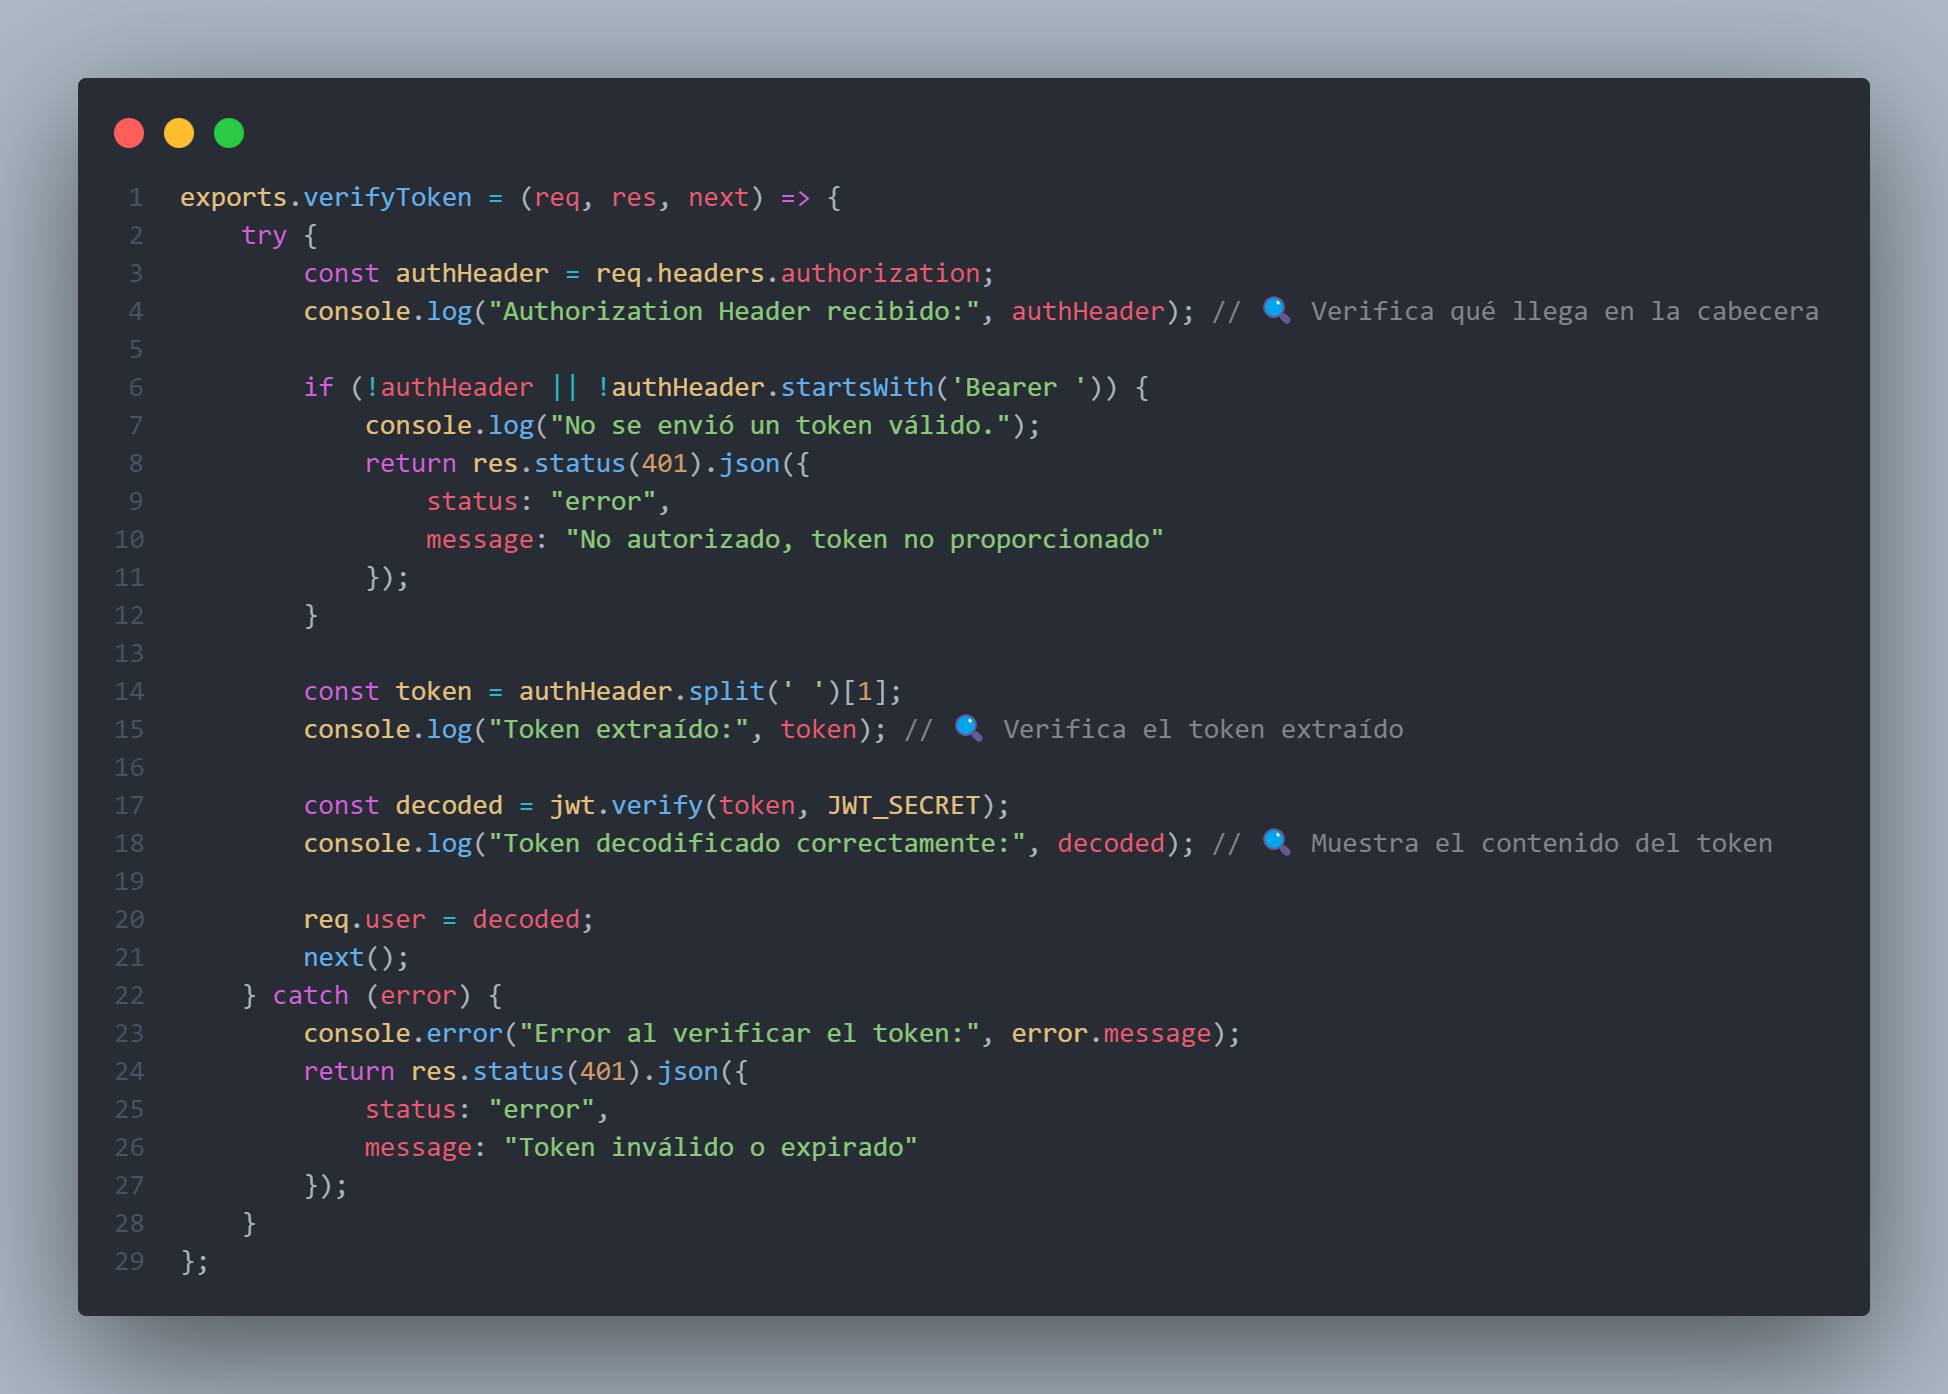 1 exports.verifyToken = (req, res, next) => {
2     try {
3         const authHeader = req.headers.authorization;
4         console.log("Authorization Header recibido:", authHeader); // 🔍 Verifica qué llega en la cabecera
5
6         if (!authHeader || !authHeader.startsWith('Bearer ')) {
7             console.log("No se envió un token válido.");
8             return res.status(401).json({
9                 status: "error",
10                 message: "No autorizado, token no proporcionado"
11             });
12         }
13
14         const token = authHeader.split(' ')[1];
15         console.log("Token extraído:", token); // 🔍 Verifica el token extraído
16
17         const decoded = jwt.verify(token, JWT_SECRET);
18         console.log("Token decodificado correctamente:", decoded); // 🔍 Muestra el contenido del token
19
20         req.user = decoded;
21         next();
22     } catch (error) {
23         console.error("Error al verificar el token:", error.message);
24         return res.status(401).json({
25             status: "error",
26             message: "Token inválido o expirado"
27         });
28     }
29 };